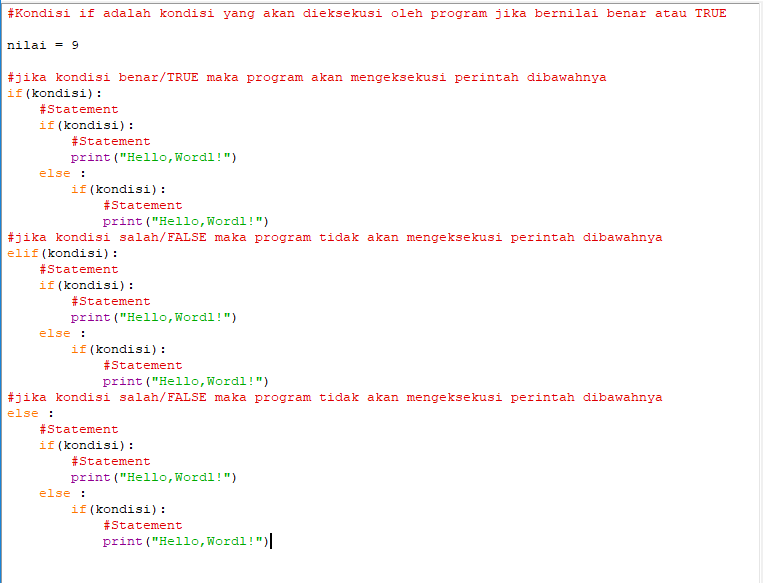 #Kondisi if adalah kondisi yang akan dieksekusi oleh program jika bernilai benar atau TRUE
nilai = 9
#jika kondisi benar/TRUE maka program akan mengeksekusi perintah dibawahnya
if(kondisi):
    #Statement
    if(kondisi):
        #Statement
        print("Hello,Wordl!")
    else :
        if(kondisi):
            #Statement
            print("Hello,Wordl!")
#jika kondisi salah/FALSE maka program tidak akan mengeksekusi perintah dibawahnya
elif(kondisi):
    #Statement
    if(kondisi):
        #Statement
        print("Hello,Wordl!")
    else :
        if(kondisi):
            #Statement
            print("Hello,Wordl!")
#jika kondisi salah/FALSE maka program tidak akan mengeksekusi perintah dibawahnya
else :
    #Statement
    if(kondisi):
        #Statement
        print("Hello,Wordl!")
    else :
        if(kondisi):
            #Statement
            print("Hello,Wordl!")